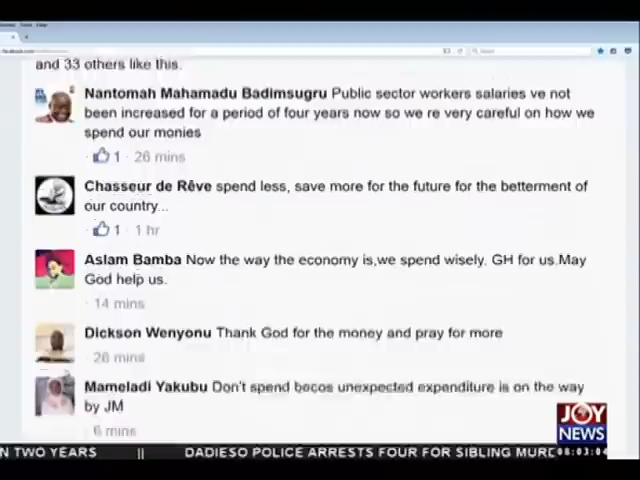 and 33 others like this.
Nantomah Mahamadu Badimsugru Public sector workers salaries ve not
been increased for a period of four years now so we re very careful on how we
spend our monies
1 · 26 mins
Chasseur de Rêve spend less, save more for the future for the betterment of
our country...
1 · 1 hr
Aslam Bamba Now the way the economy is,we spend wisely. GH for us.May
God help us.
14 mins
Dickson Wenyonu Thank God for the money and pray for more
26 mins
Mameladi Yakubu Don't spend becos unexpected expenditure is on the way
by JM
6 mins
JOY
NEWS
08:03:04
N TWO YEARS || DADIESO POLICE ARRESTS FOUR FOR SIBLING MURD